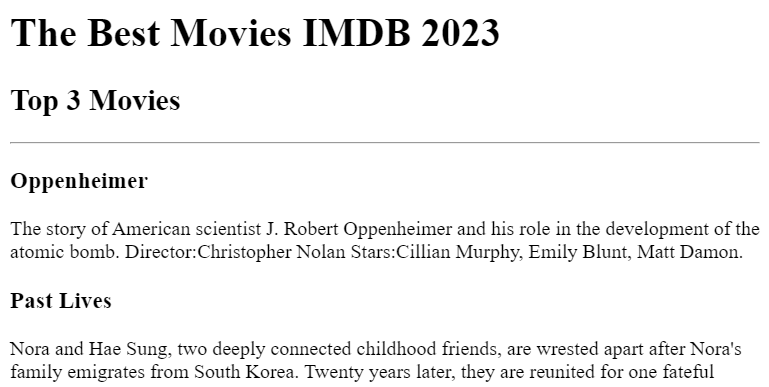 The Best Movies IMDB 2023
Top 3 Movies
Oppenheimer
The story of American scientist J. Robert Oppenheimer and his role in the development of the
atomic bomb. Director:Christopher Nolan Stars:Cillian Murphy, Emily Blunt, Matt Damon.
Past Lives
Nora and Hae Sung, two deeply connected childhood friends, are wrested apart after Nora's
family emigrates from South Korea. Twenty years later, they are reunited for one fateful